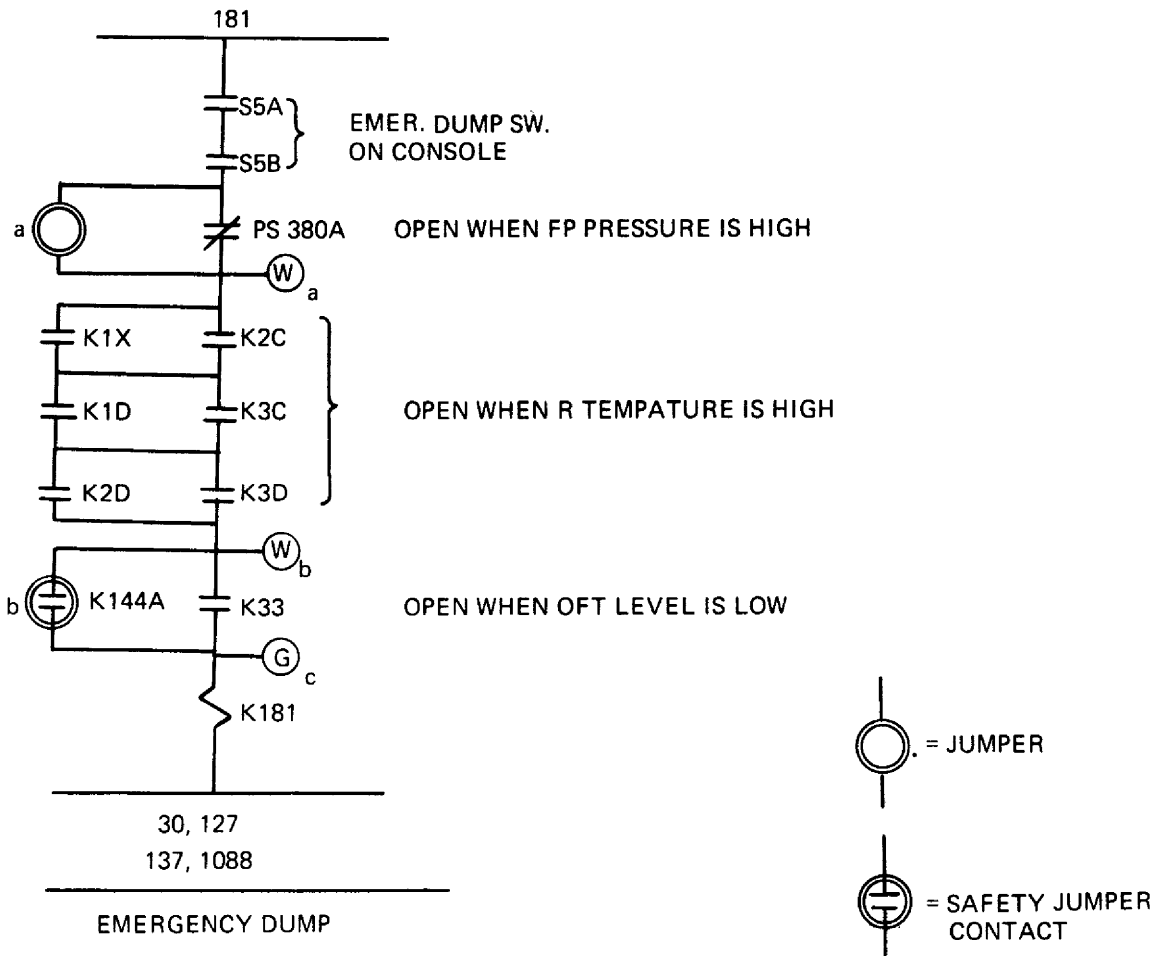 181
S5A
EMER. DUMP SW.
ON CONSOLE
S5B
a
PS 380A OPEN WHEN FP PRESSURE IS HIGH
W
a
K1X K2C
K1D K3C OPEN WHEN R TEMPATURE IS HIGH
K2D K3D
W
b
b K144A K33 OPEN WHEN OFT LEVEL IS LOW
G
c
K181
= JUMPER
30, 127
137, 1088
EMERGENCY DUMP
= SAFETY JUMPER
CONTACT